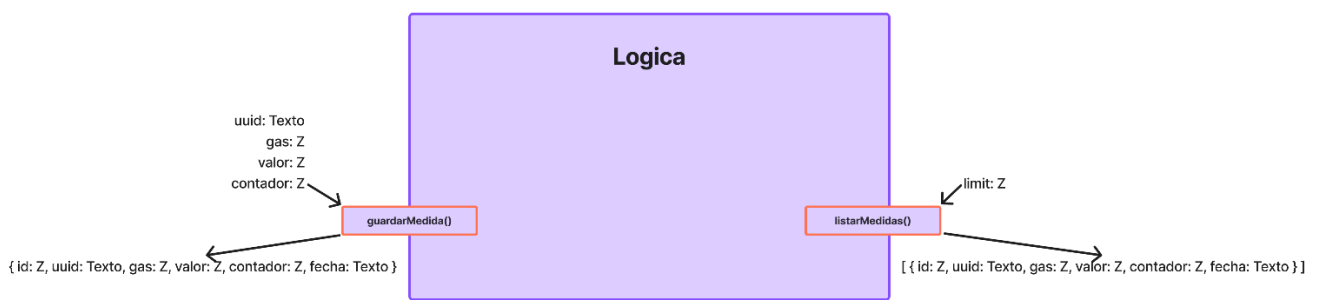 Logica
uuid: Texto
gas: Z
valor: Z
contador: Z
limit: Z
guardarMedida()
listarMedidas()
{ id: Z, uuid: Texto, gas: Z, valor: Z, contador: Z, fecha: Texto }
[ { id: Z, uuid: Texto, gas: Z, valor: Z, contador: Z, fecha: Texto } ]